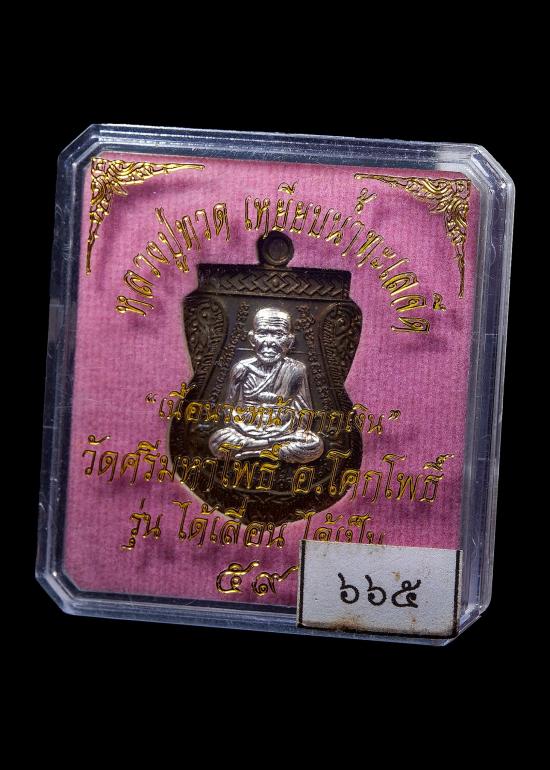 หลวงปู่ทวด เหยียบน้ำทะเลจืด
“เนื้อนวะหน้ากากเงิน”
วัดศรีมหาโพธิ์ อ.โคกโพธิ์
รุ่น ได้เลื่อน ได้เป็น
๕๙
๖๖๕